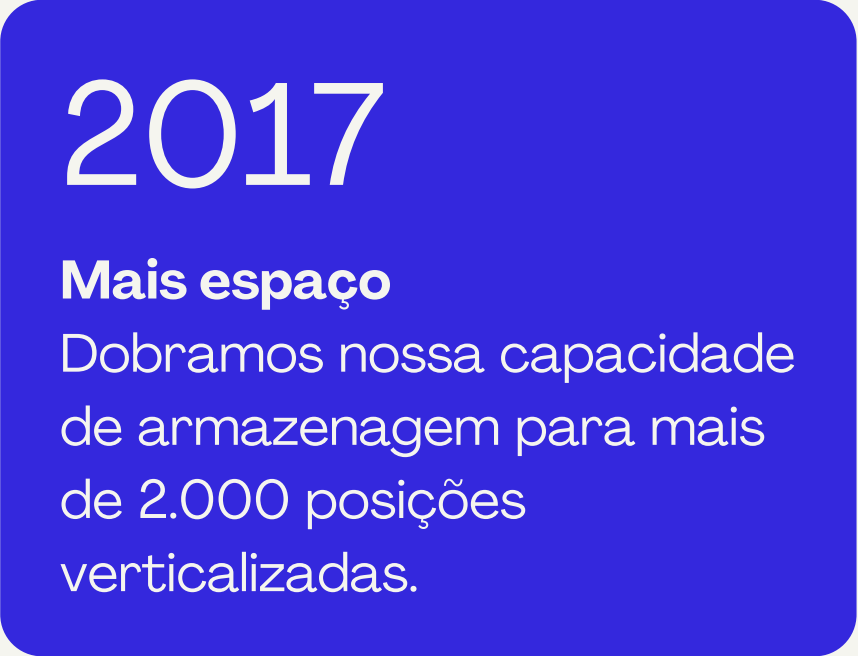 2017
Mais espaço
Dobramos nossa capacidade
de armazenagem para mais
de 2.000 posições
verticalizadas.